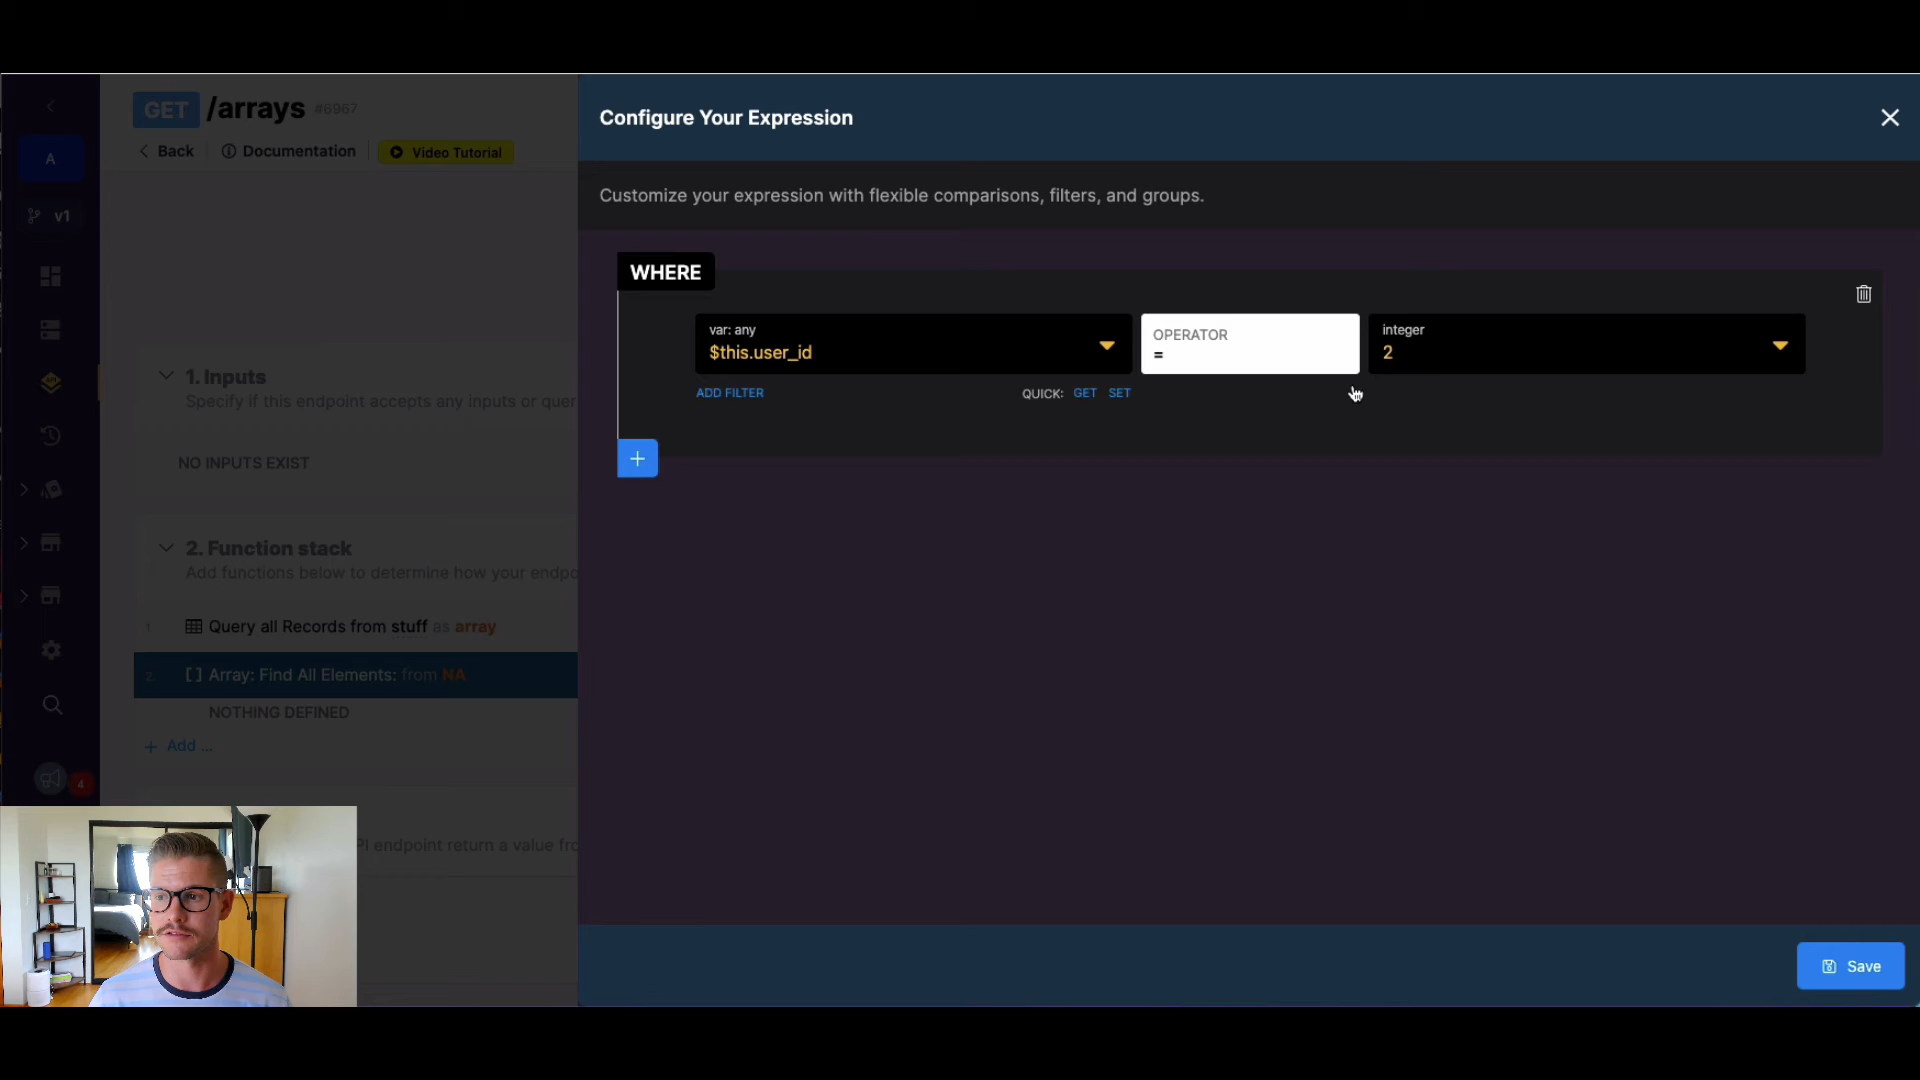 GET /arrays #6967
Back
Documentation
Video Tutorial
A
v1
1. Inputs
Specify if this endpoint accepts any inputs or quer
NO INPUTS EXIST
2. Function stack
Add functions below to determine how your endpo
1. Query all Records from stuff as array
2. [ ] Array: Find All Elements: from NA
NOTHING DEFINED
+ Add ...
4
PI endpoint return a value fro
Configure Your Expression
Customize your expression with flexible comparisons, filters, and groups.
WHERE
var: any
$this.user_id
OPERATOR
=
integer
2
ADD FILTER
QUICK: GET SET
+
Save